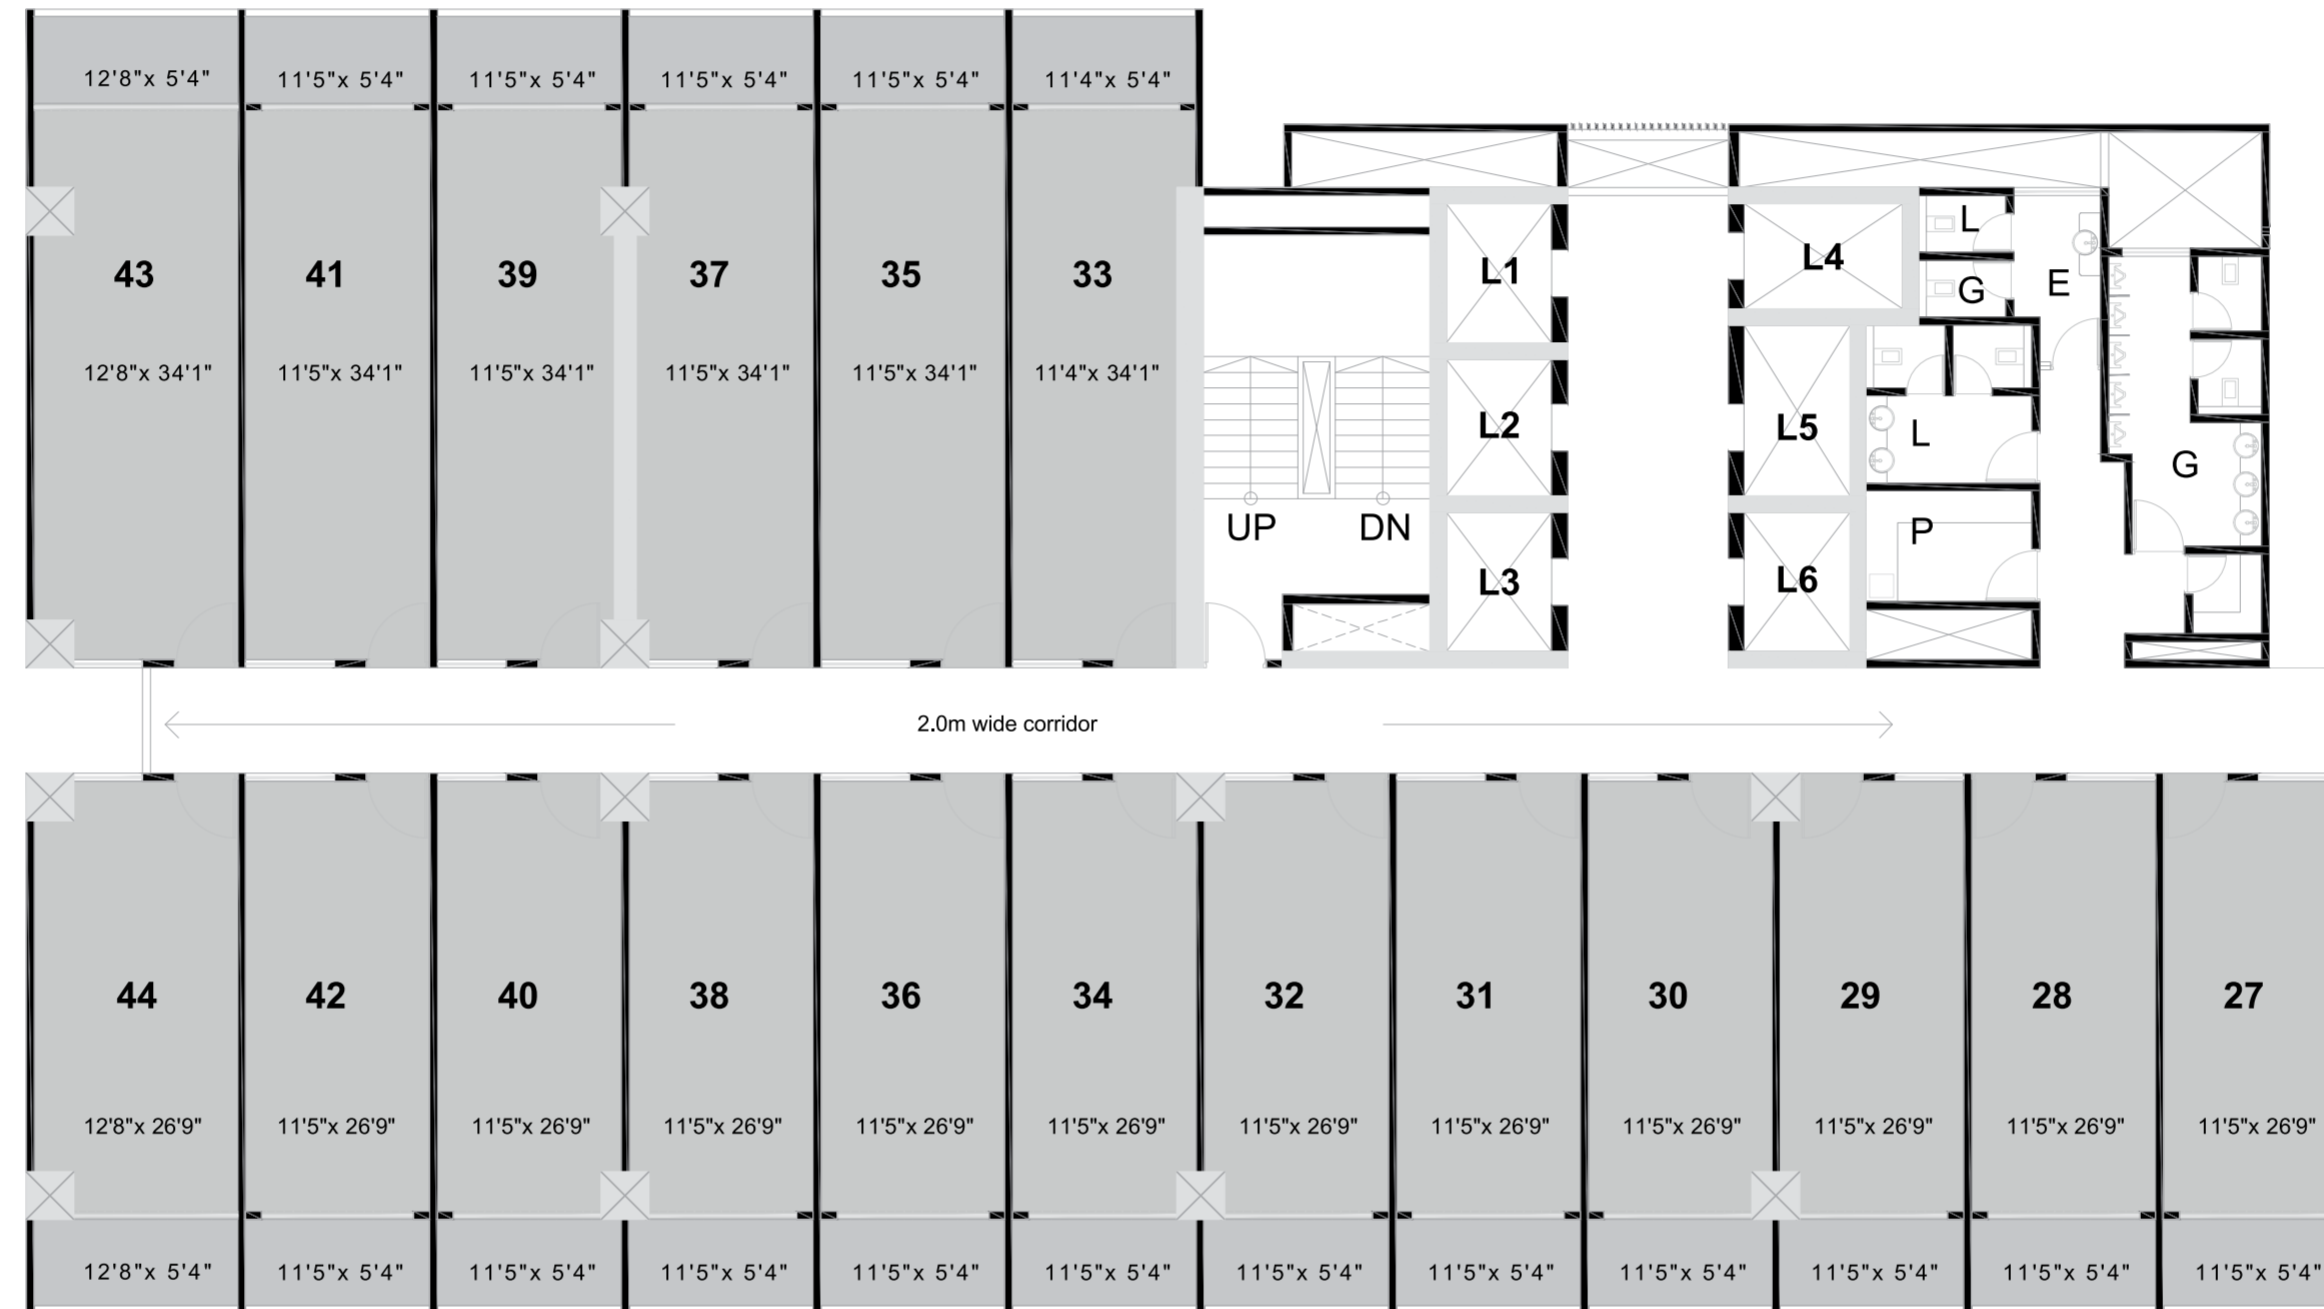 12'8"x 5'4" 11'5"x 5'4" 11'5"x 5'4" 11'5"x 5'4" 11'5"x 5'4" 11'4"x 5'4"
43 41 39 37 35 33
12'8"x 34'1" 11'5"x 34'1" 11'5"x 34'1" 11'5"x 34'1" 11'5"x 34'1" 11'4"x 34'1"
L1 L4 L G E
L2 L5 L G
UP DN P
L3 L6
2.0m wide corridor
44 42 40 38 36 34 32 31 30 29 28 27
12'8"x 26'9" 11'5"x 26'9" 11'5"x 26'9" 11'5"x 26'9" 11'5"x 26'9" 11'5"x 26'9" 11'5"x 26'9" 11'5"x 26'9" 11'5"x 26'9" 11'5"x 26'9" 11'5"x 26'9" 11'5"x 26'9"
12'8"x 5'4" 11'5"x 5'4" 11'5"x 5'4" 11'5"x 5'4" 11'5"x 5'4" 11'5"x 5'4" 11'5"x 5'4" 11'5"x 5'4" 11'5"x 5'4" 11'5"x 5'4" 11'5"x 5'4" 11'5"x 5'4"